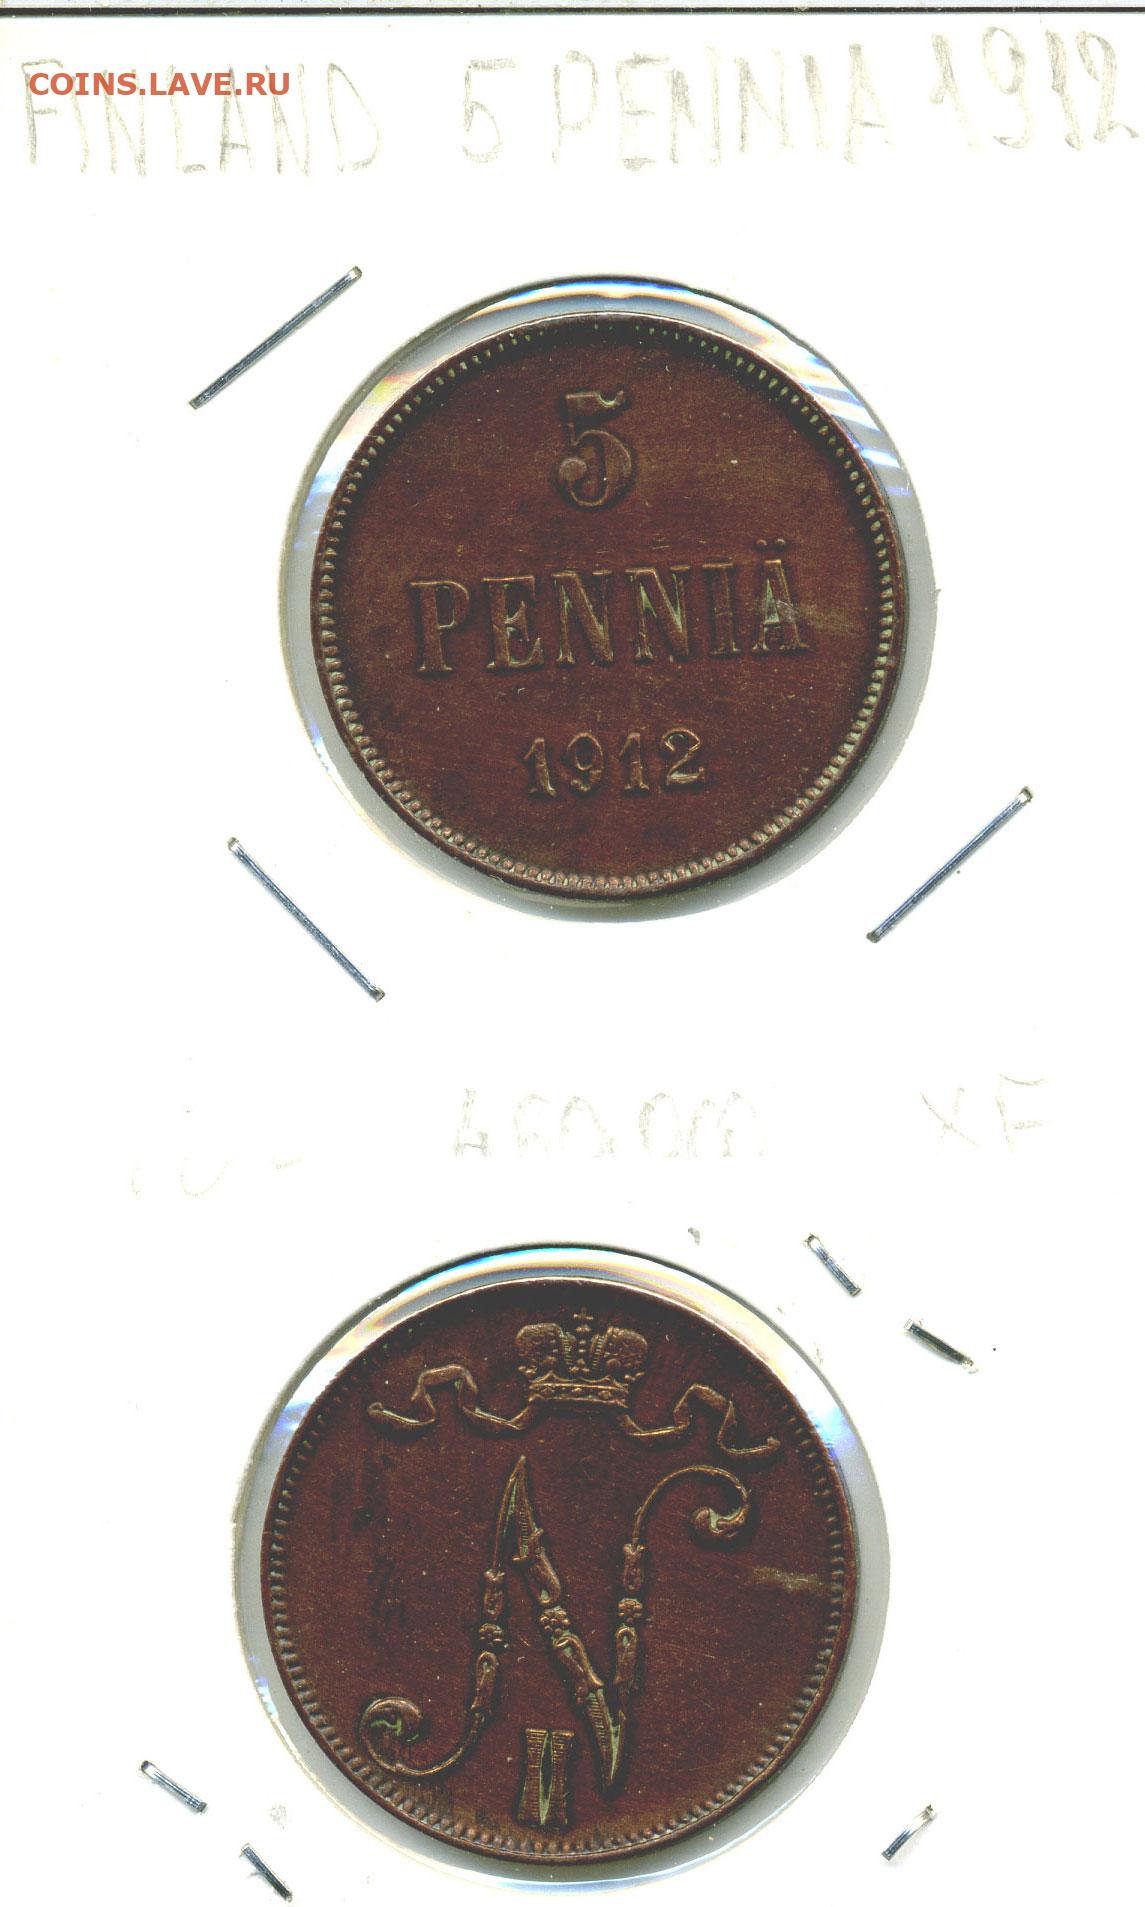 COINS.LAVE.RU
FINLAND 5 PENNIA 1912
5
PENNIÄ
1912
XF
N
II